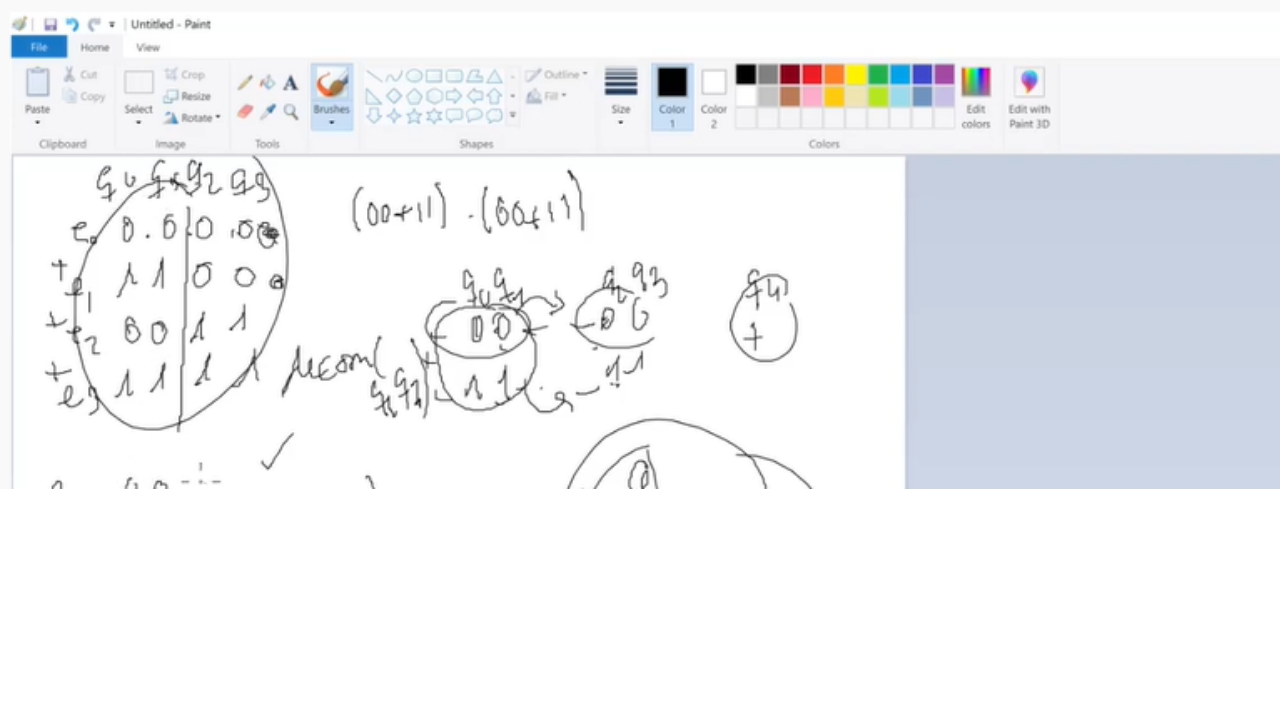 Untitled - Paint
File Home View
Cut
Copy
Paste
Clipboard
Select
Crop
Resize
Rotate
Image
Tools
Brushes
Shapes
Outline
Fill
Size
Color 1
Color 2
Edit colors
Edit with Paint 3D
Colors
q0 q1 q2 q3
e0 0 . 0 0 . 0
+ e1 1 1 0 0
+ e2 0 0 1 1
+ e3 1 1 1 1
(00+11) . (00+11)
q0 q1
0 0
1 1
q2 q3
0 0
11
q4
+